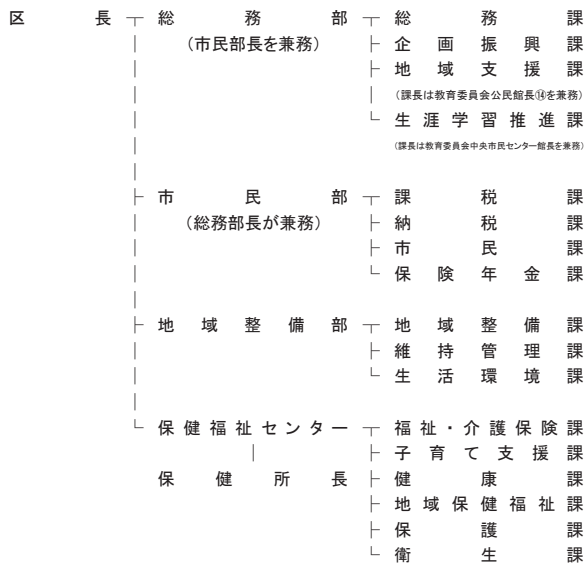 区長 総務部 総務課
(市民部長を兼務) 企画振興課
地域支援課
(課長は教育委員会公民館長⑭を兼務)
生涯学習推進課
(課長は教育委員会中央市民センター館長を兼務)
市民部 課税課
(総務部長が兼務) 納税課
市民課
保険年金課
地域整備部 地域整備課
維持管理課
生活環境課
保健福祉センター 福祉・介護保険課
子育て支援課
保健所長 健康課
地域保健福祉課
保護課
衛生課